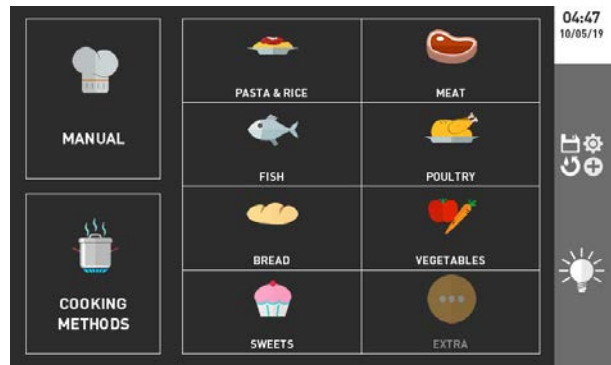 04:47
10/05/19
MANUAL
PASTA & RICE
MEAT
FISH
POULTRY
COOKING
METHODS
BREAD
VEGETABLES
SWEETS
EXTRA